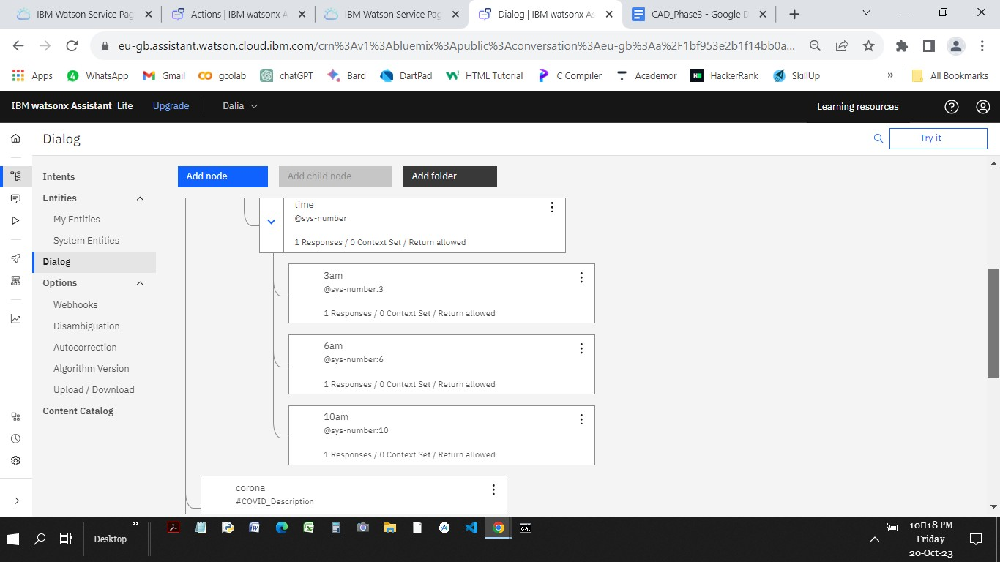 IBM Watson Service Pag
Actions | IBM watsonx A
IBM Watson Service Pag
Dialog | IBM watsonx As
CAD_Phase3 - Google D
eu-gb.assistant.watson.cloud.ibm.com/crn%3Av1%3Abluemix%3Apublic%3Aconversation%3Aeu-gb%3Aa%2F1bf953e2b1f14bb0a...
Apps
WhatsApp
Gmail
gcolab
chatGPT
Bard
DartPad
HTML Tutorial
C Compiler
Academor
HackerRank
SkillUp
»
All Bookmarks
IBM watsonx Assistant Lite
Upgrade
Dalia
Learning resources
Dialog
Try it
Intents
Entities
My Entities
System Entities
Dialog
Options
Webhooks
Disambiguation
Autocorrection
Algorithm Version
Upload / Download
Content Catalog
Add node
Add child node
Add folder
time
@sys-number
1 Responses / 0 Context Set / Return allowed
3am
@sys-number:3
1 Responses / 0 Context Set / Return allowed
6am
@sys-number:6
1 Responses / 0 Context Set / Return allowed
10am
@sys-number:10
1 Responses / 0 Context Set / Return allowed
corona
#COVID_Description
Desktop
»
10▯18 PM
Friday
20-Oct-23